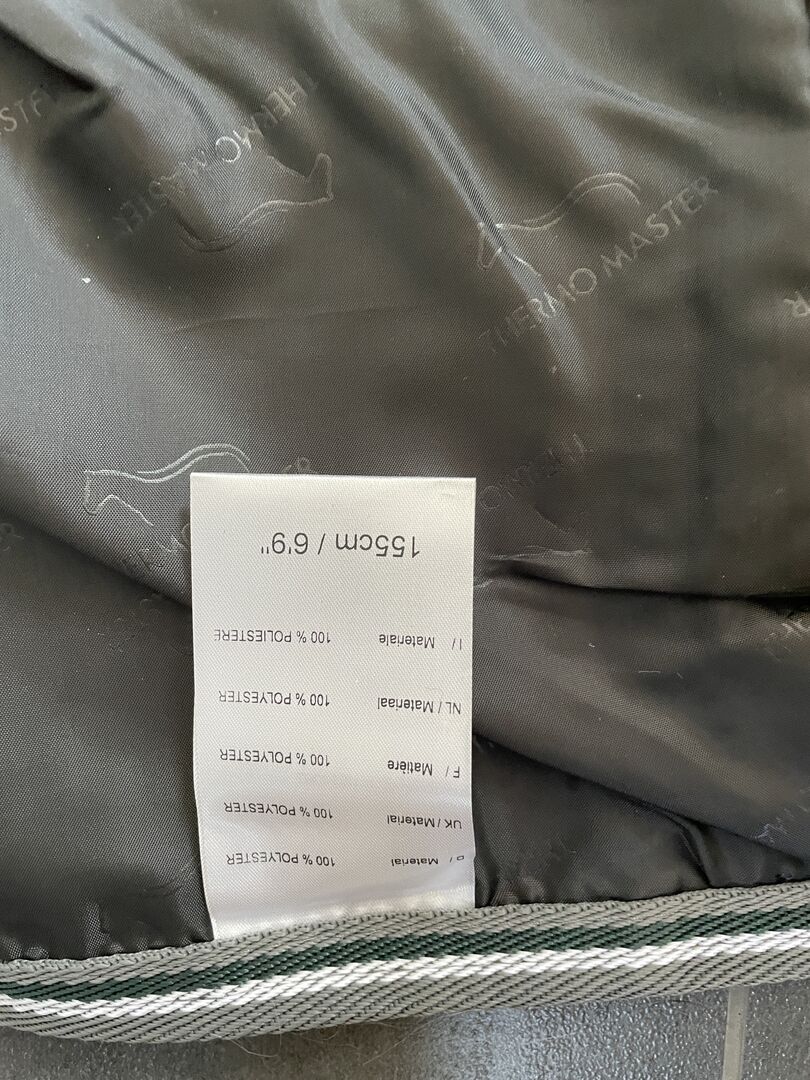 THERMO MASTER
THERMO MASTER
155cm / 6'9"
I / Materiale 100 % POLIESTERE
NL / Materiaal 100 % POLYESTER
F / Matière 100 % POLYESTER
UK / Material 100 % POLYESTER
D / Material 100 % POLYESTER